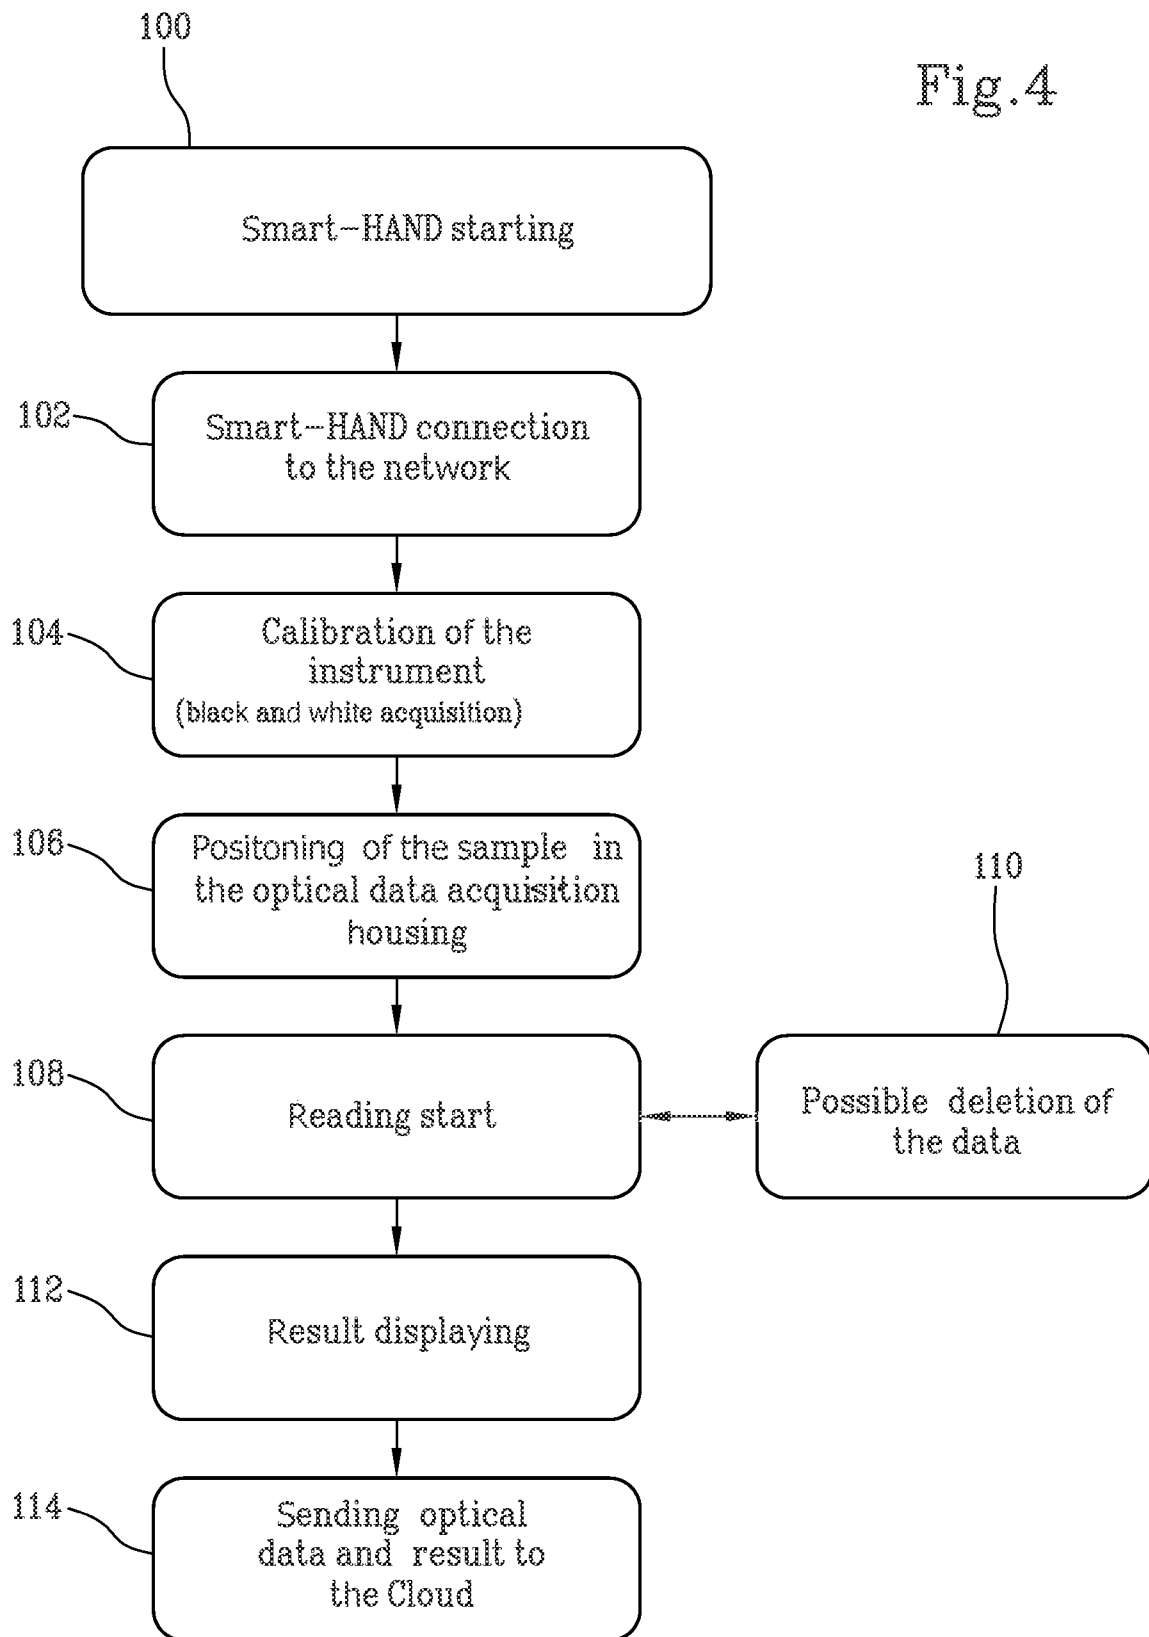 100
Fig.4
Smart-HAND starting
102
Smart-HAND connection
to the network
104
Calibration of the
instrument
(black and white acquisition)
106
Positoning of the sample in
the optical data acquisition
housing
110
108
Reading start
Possible deletion of
the data
112
Result displaying
114
Sending optical
data and result to
the Cloud